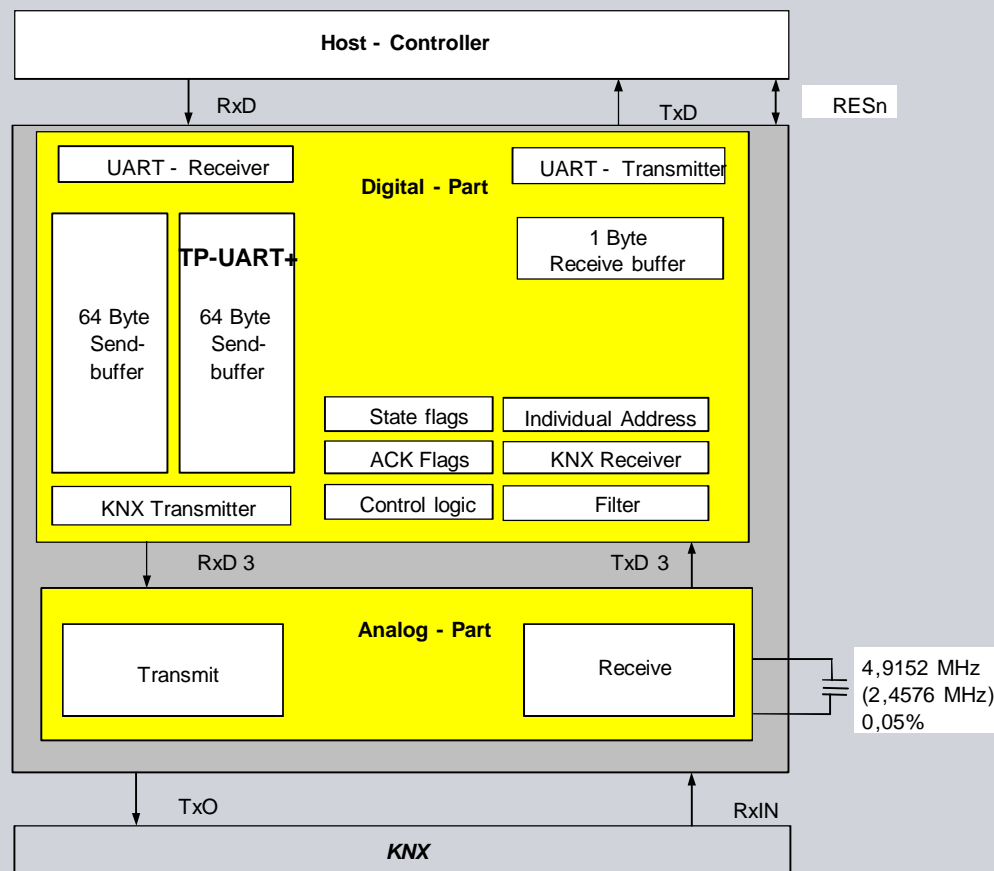 Host - Controller
RxD
TxD
RESn
UART - Receiver
UART - Transmitter
Digital - Part
TP-UART+
64 Byte
Send-
buffer
64 Byte
Send-
buffer
1 Byte
Receive buffer
State flags
Individual Address
ACK Flags
KNX Receiver
KNX Transmitter
Control logic
Filter
RxD 3
TxD 3
Analog - Part
Transmit
Receive
4,9152 MHz
(2,4576 MHz)
0,05%
TxO
RxIN
KNX